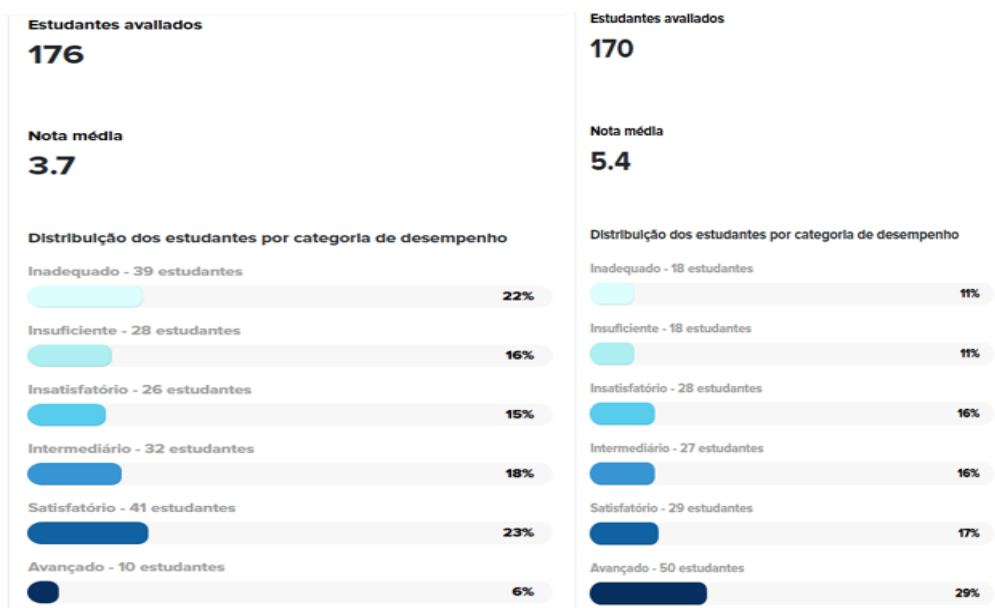 Estudantes avaliados
176
Nota média
3.7
Distribuição dos estudantes por categoria de desempenho
Inadequado - 39 estudantes
22%
Insuficiente - 28 estudantes
16%
Insatisfatório - 26 estudantes
15%
Intermediário - 32 estudantes
18%
Satisfatório - 41 estudantes
23%
Avançado - 10 estudantes
6%
Estudantes avaliados
170
Nota média
5.4
Distribuição dos estudantes por categoria de desempenho
Inadequado - 18 estudantes
11%
Insuficiente - 18 estudantes
11%
Insatisfatório - 28 estudantes
16%
Intermediário - 27 estudantes
16%
Satisfatório - 29 estudantes
17%
Avançado - 50 estudantes
29%